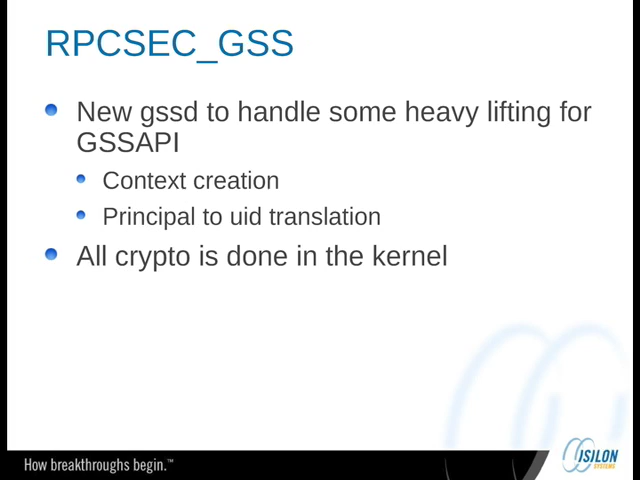 RPCSEC_GSS
New gssd to handle some heavy lifting for
GSSAPI
Context creation
Principal to uid translation
All crypto is done in the kernel
How breakthroughs begin.™
ISILON
SYSTEMS